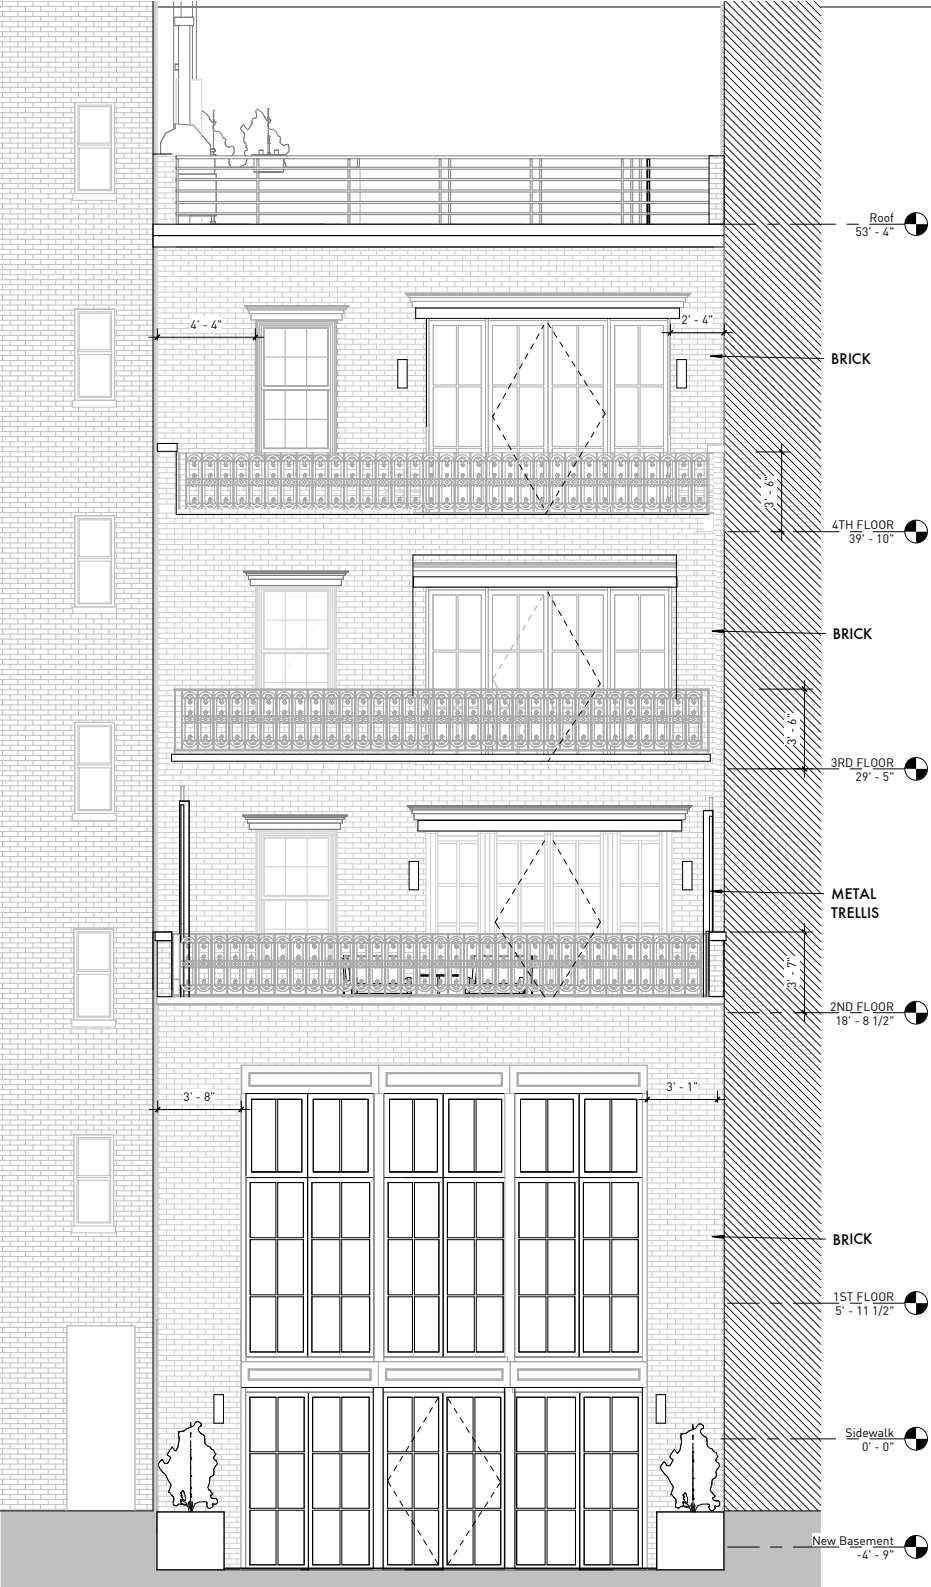 Roof
53' - 4"
4' - 4"
2' - 4"
BRICK
3' - 6"
4TH FLOOR
39' - 10"
BRICK
3' - 6"
3RD FLOOR
29' - 5"
METAL
TRELLIS
3' - 7"
2ND FLOOR
18' - 8 1/2"
3' - 8"
3' - 1"
BRICK
1ST FLOOR
5' - 11 1/2"
Sidewalk
0' - 0"
New Basement
-4' - 9"